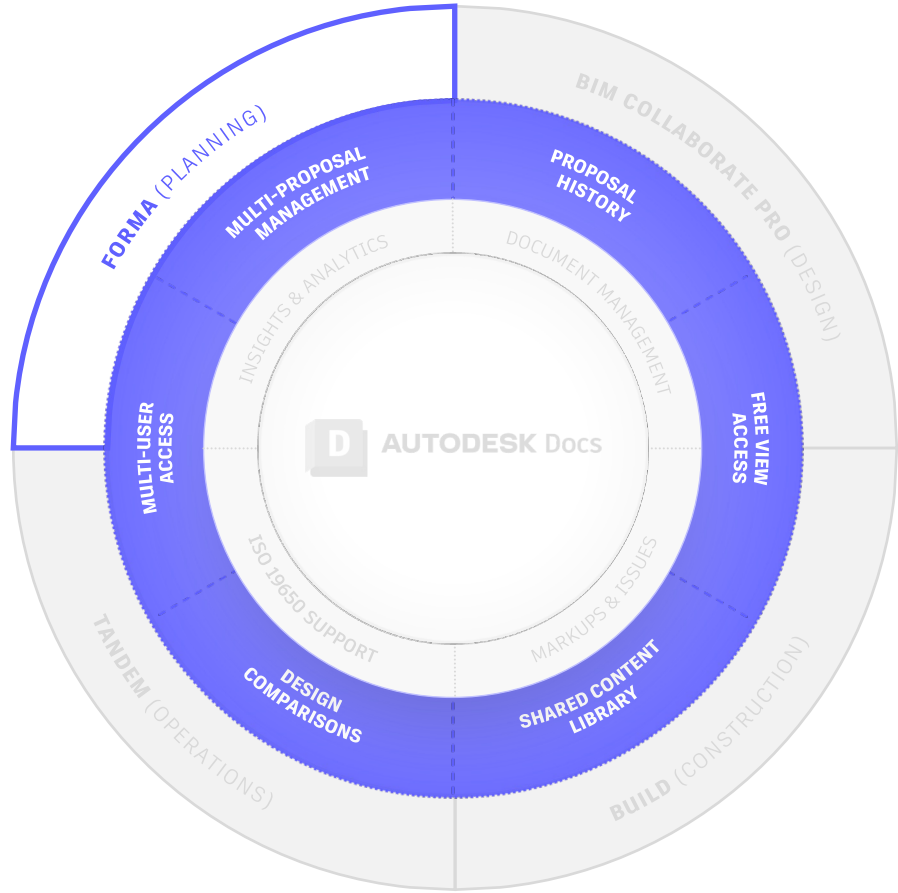 FORMA (PLANNING)
BIM COLLABORATE PRO (DESIGN)
MULTI-PROPOSAL
MANAGEMENT
PROPOSAL
HISTORY
INSIGHTS & ANALYTICS
DOCUMENT MANAGEMENT
MULTI-USER
ACCESS
D AUTODESK Docs
FREE VIEW
ACCESS
ISO 19650 SUPPORT
MARKUPS & ISSUES
DESIGN
COMPARISONS
SHARED CONTENT
LIBRARY
TANDEM (OPERATIONS)
BUILD (CONSTRUCTION)